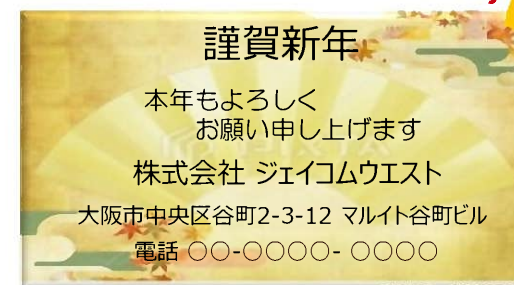 謹賀新年
本年もよろしく
お願い申し上げます
株式会社 ジェイコムウエスト
大阪市中央区谷町2-3-12 マルイト谷町ビル
電話 ○○-○○○○- ○○○○